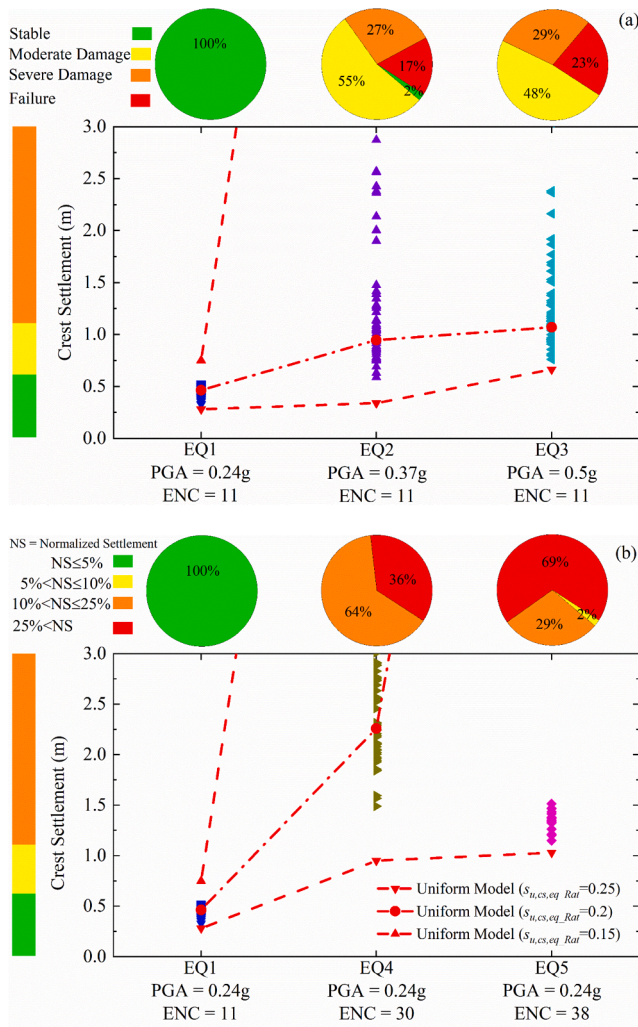 (a)
Stable
Moderate Damage
Severe Damage
Failure
100%
27%
17%
2%
55%
29%
23%
48%
Crest Settlement (m)
3.0
2.5
2.0
1.5
1.0
0.5
0.0
EQ1
PGA = 0.24g
ENC = 11
EQ2
PGA = 0.37g
ENC = 11
EQ3
PGA = 0.5g
ENC = 11
(b)
NS = Normalized Settlement
NS≤5%
5%<NS≤10%
10%<NS≤25%
25%<NS
100%
36%
64%
69%
2%
29%
Crest Settlement (m)
3.0
2.5
2.0
1.5
1.0
0.5
0.0
Uniform Model (su,cs,eq_Rat=0.25)
Uniform Model (su,cs,eq_Rat=0.2)
Uniform Model (su,cs,eq_Rat=0.15)
EQ1
PGA = 0.24g
ENC = 11
EQ4
PGA = 0.24g
ENC = 30
EQ5
PGA = 0.24g
ENC = 38